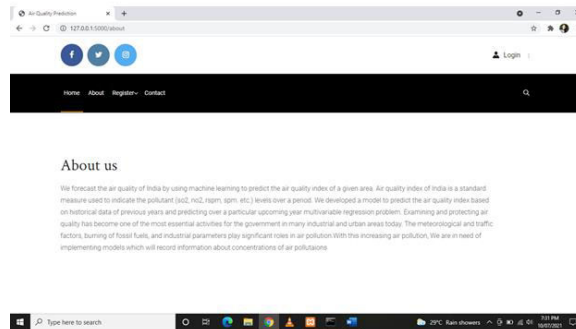 Air Quality Prediction
127.0.0.1:5000/about
Login
Home About Register Contact
About us
We forecast the air quality of India by using machine learning to predict the air quality index of a given area. Air quality index of India is a standard
measure used to indicate the pollutant (so2, no2, rspm, spm. etc.) levels over a period. We developed a model to predict the air quality index based
on historical data of previous years and predicting over a particular upcoming year multivariable regression problem. Examining and protecting air
quality has become one of the most essential activities for the government in many industrial and urban areas today. The meteorological and traffic
factors, burning of fossil fuels, and industrial parameters play significant roles in air pollution.With this increasing air pollution, We are in need of
implementing models which will record information about concentrations of air pollutaions
Type here to search
29°C Rain showers
7:31 PM
10/07/2021